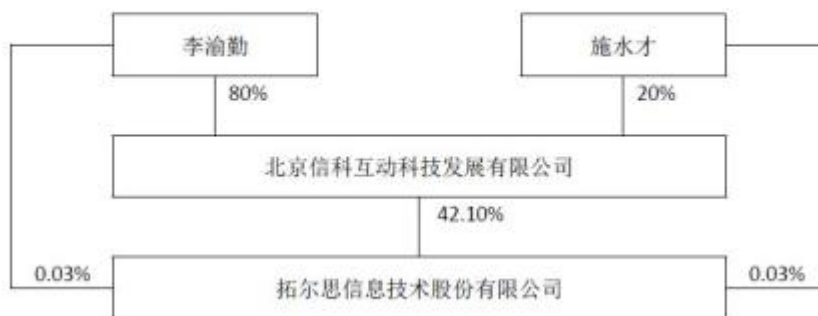 李渝勤
施水才
80%
20%
北京信科互动科技发展有限公司
42.10%
0.03%
拓尔思信息技术股份有限公司
0.03%